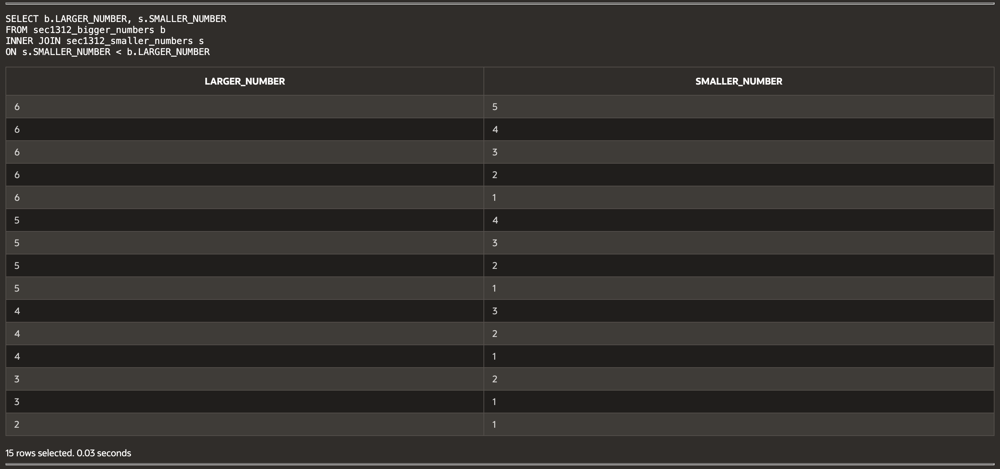 SELECT b.LARGER_NUMBER, s.SMALLER_NUMBER
FROM sec1312_bigger_numbers b
INNER JOIN sec1312_smaller_numbers s
ON s.SMALLER_NUMBER < b.LARGER_NUMBER
LARGER_NUMBER SMALLER_NUMBER
6 5
6 4
6 3
6 2
6 1
5 4
5 3
5 2
5 1
4 3
4 2
4 1
3 2
3 1
2 1
15 rows selected. 0.03 seconds